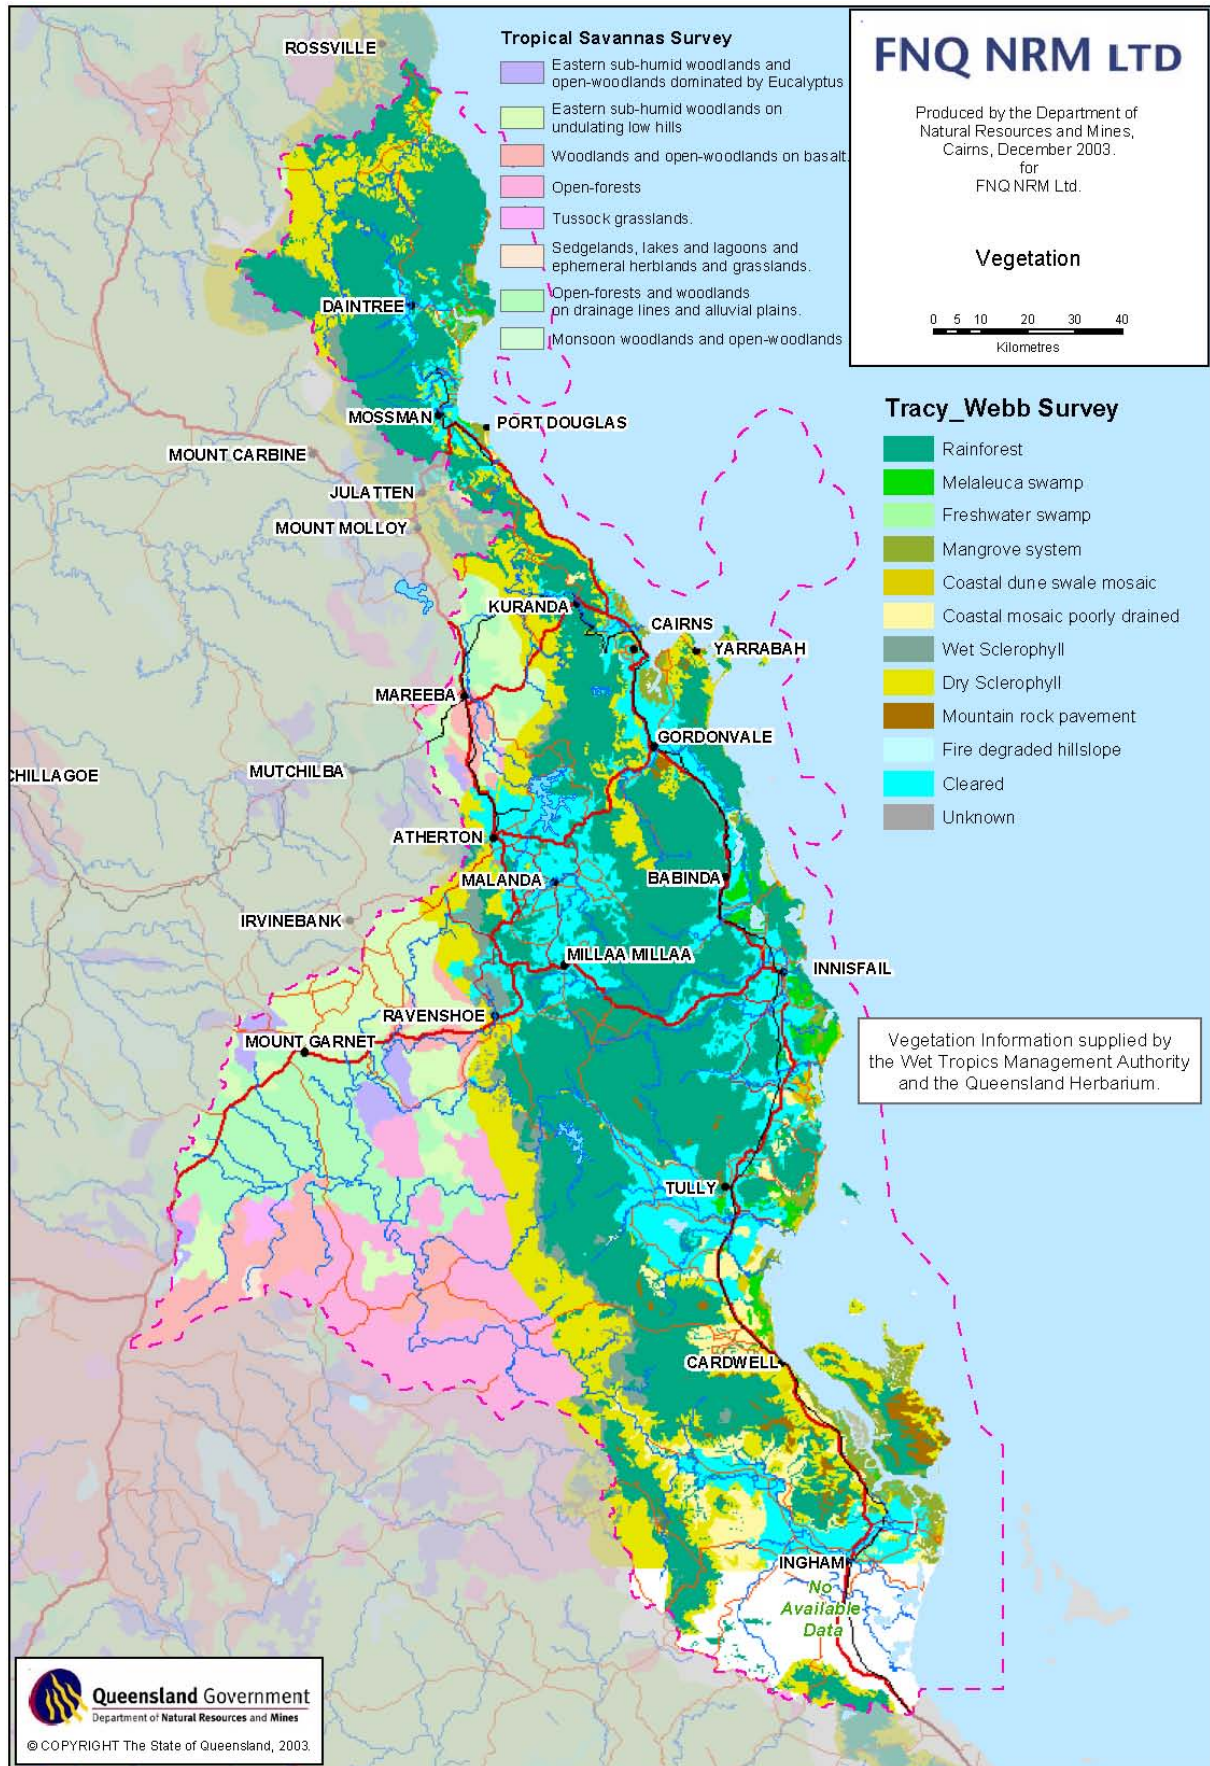 FNQ NRM LTD
Produced by the Department of
Natural Resources and Mines,
Cairns, December 2003.
for
FNQ NRM Ltd.
Vegetation
0 5 10 20 30 40
Kilometres
Tropical Savannas Survey
Eastern sub-humid woodlands and
open-woodlands dominated by Eucalyptus
Eastern sub-humid woodlands on
undulating low hills
Woodlands and open-woodlands on basalt.
Open-forests
Tussock grasslands.
Sedgelands, lakes and lagoons and
ephemeral herblands and grasslands.
Open-forests and woodlands
on drainage lines and alluvial plains.
Monsoon woodlands and open-woodlands
Tracy_Webb Survey
Rainforest
Melaleuca swamp
Freshwater swamp
Mangrove system
Coastal dune swale mosaic
Coastal mosaic poorly drained
Wet Sclerophyll
Dry Sclerophyll
Mountain rock pavement
Fire degraded hillslope
Cleared
Unknown
ROSSVILLE
DAINTREE
MOSSMAN
PORT DOUGLAS
MOUNT CARBINE
JULATTEN
MOUNT MOLLOY
KURANDA
CAIRNS
YARRABAH
MAREEBA
GORDONVALE
CHILLAGOE
MUTCHILBA
ATHERTON
MALANDA
BABINDA
IRVINEBANK
MILLAA MILLAA
INNISFAIL
RAVENSHOE
MOUNT GARNET
Vegetation Information supplied by
the Wet Tropics Management Authority
and the Queensland Herbarium.
TULLY
CARDWELL
INGHAM
No
Available
Data
Queensland Government
Department of Natural Resources and Mines
© COPYRIGHT The State of Queensland, 2003.